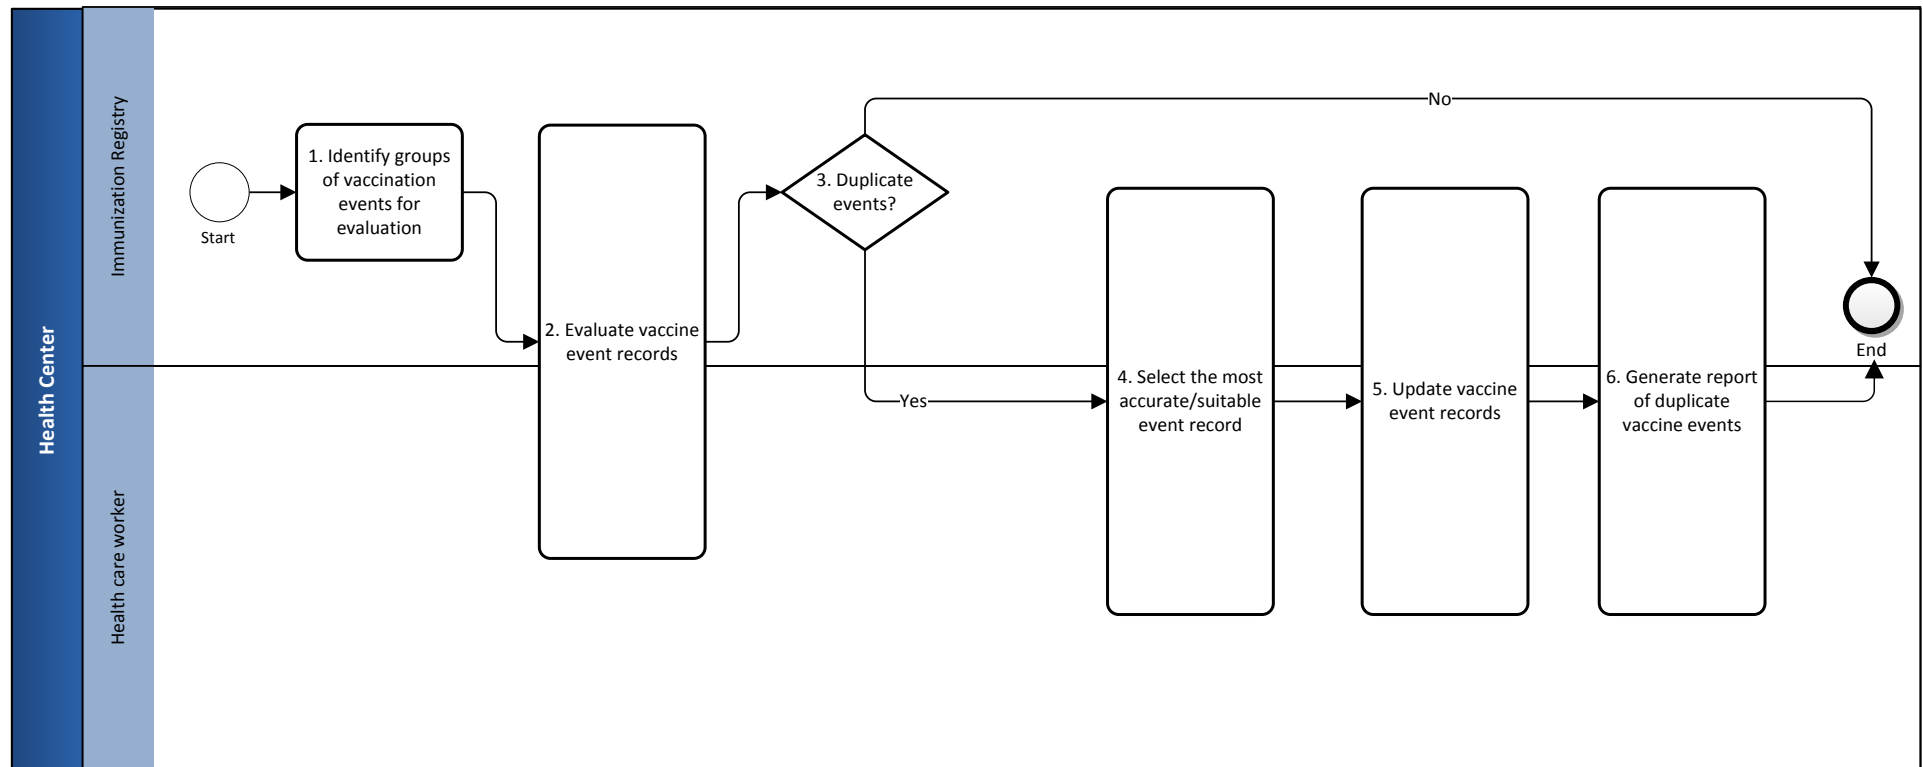 Health Center
Immunization Registry
Health care worker
Start
1. Identify groups
of vaccination
events for
evaluation
2. Evaluate vaccine
event records
3. Duplicate
events?
No
Yes
4. Select the most
accurate/suitable
event record
5. Update vaccine
event records
6. Generate report
of duplicate
vaccine events
End